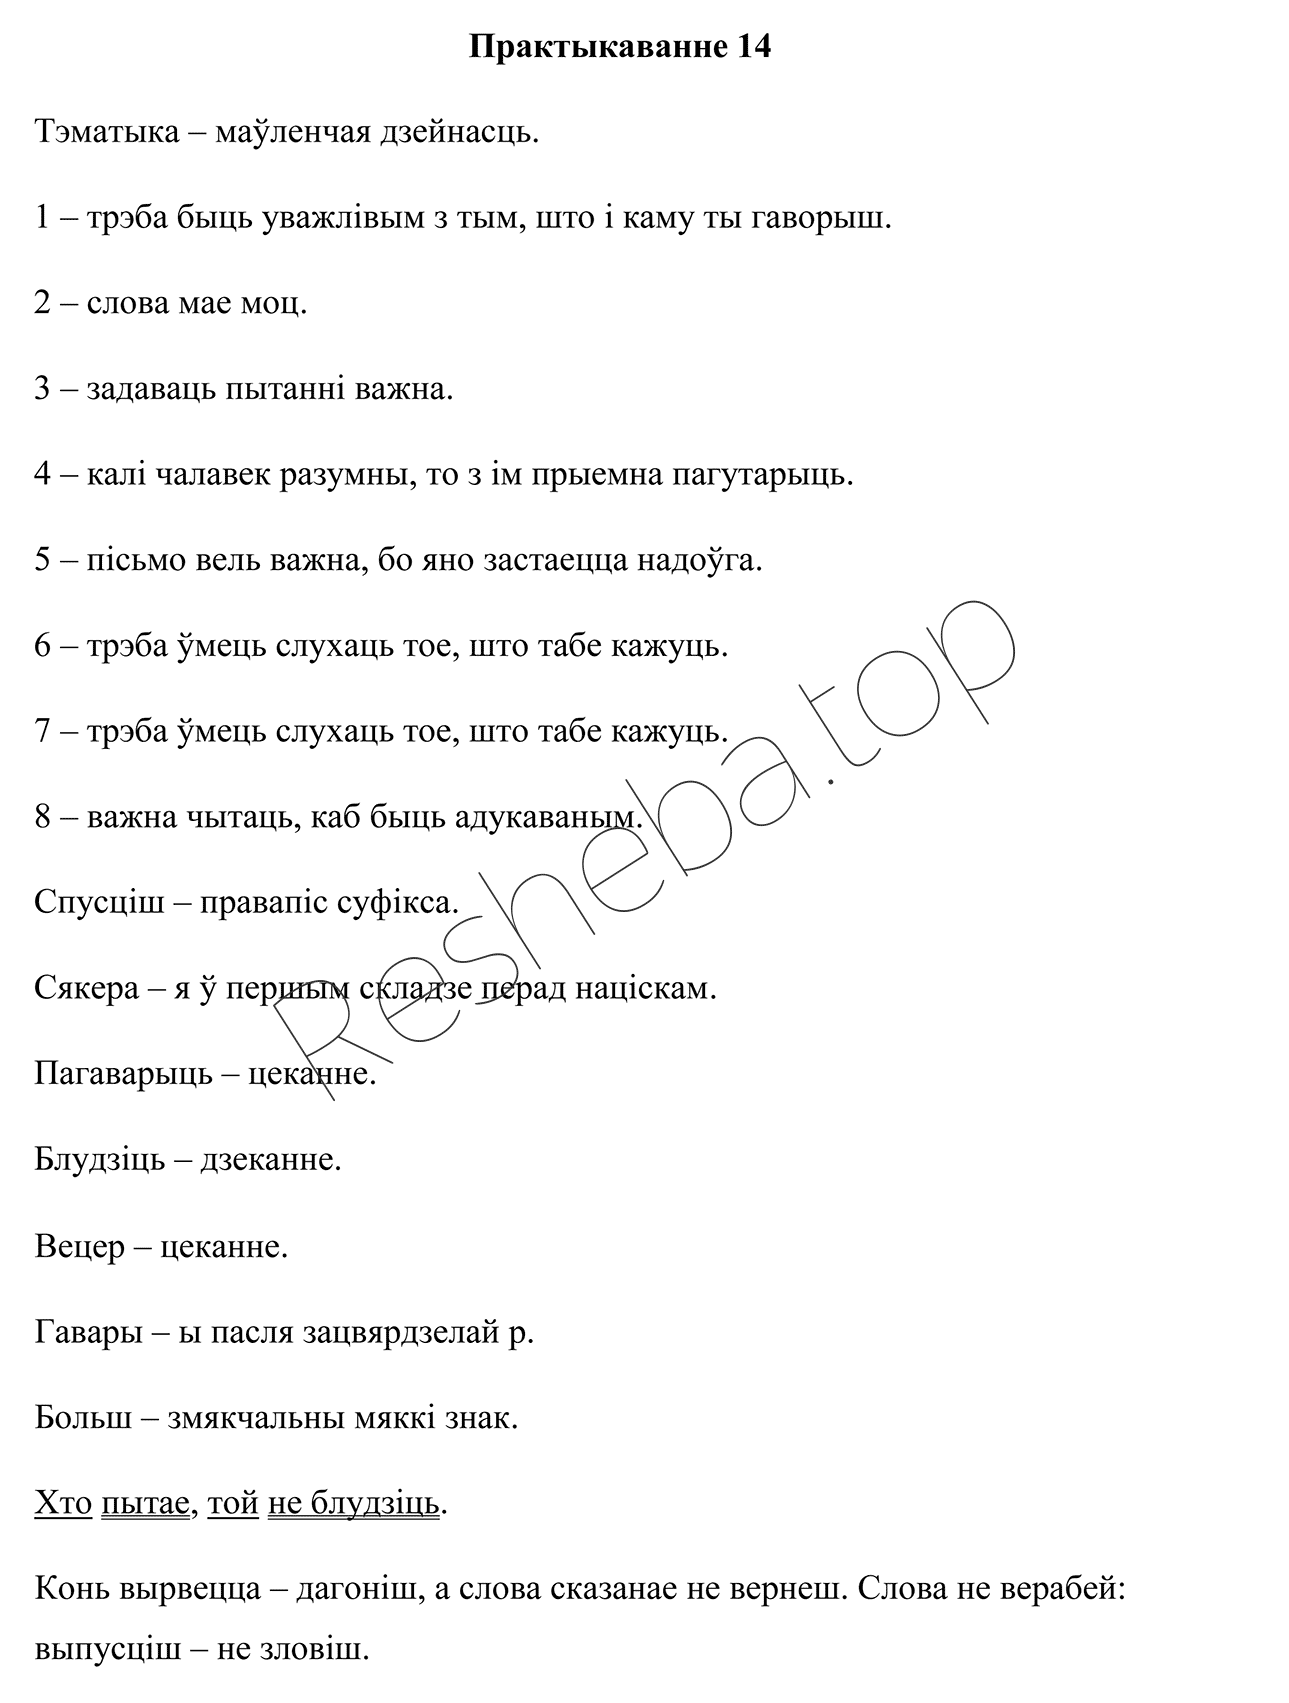 Практыкаванне 14
Тэматыка – маўленчая дзейнасць.
1 – трэба быць уважлівым з тым, што і каму ты гаворыш.
2 – слова мае моц.
3 – задаваць пытанні важна.
4 – калі чалавек разумны, то з ім прыемна пагутарыць.
5 – пісьмо вель важна, бо яно застаецца надоўга.
6 – трэба ўмець слухаць тое, што табе кажуць.
7 – трэба ўмець слухаць тое, што табе кажуць.
8 – важна чытаць, каб быць адукаваным.
Спусціш – правапіс суфікса.
Сякера – я ў першым складзе перад націскам.
Пагаварыць – цеканне.
Блудзіць – дзеканне.
Вецер – цеканне.
Гавары – ы пасля зацвярдзелай р.
Больш – змякчальны мяккі знак.
Хто пытае, той не блудзіць.
Конь вырвецца – дагоніш, а слова сказанае не вернеш. Слова не верабей:
выпусціш – не зловіш.
Resheba.top